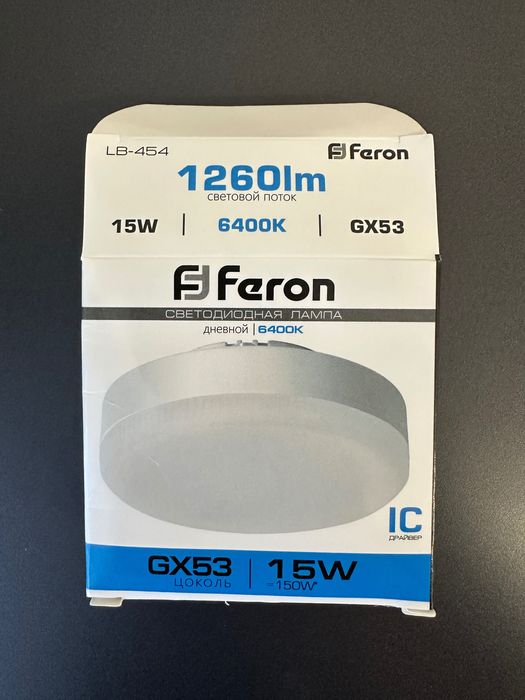 LB-454
Feron
1260lm
СВЕТОВОЙ ПОТОК
15W | 6400K | GX53
Feron
СВЕТОДИОДНАЯ ЛАМПА
ДНЕВНОЙ | 6400K
IC
ДРАЙВЕР
GX53 | 15W
ЦОКОЛЬ
=150W*